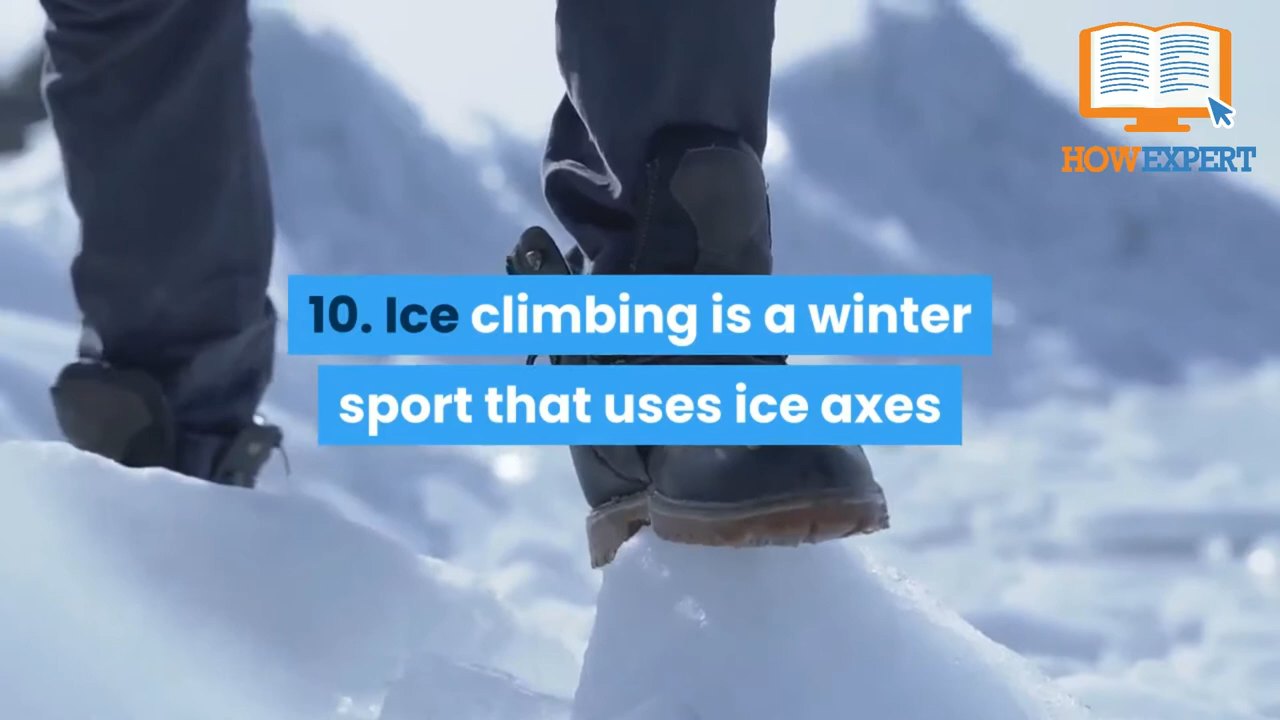 HOWEXPERT
10. Ice climbing is a winter
sport that uses ice axes